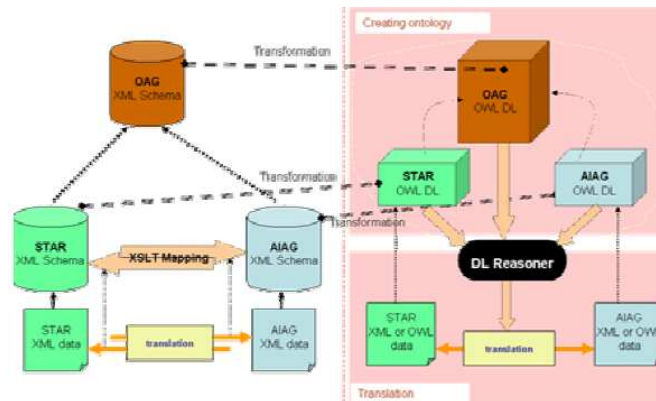 Creating ontology
Transformation
OAG
XML Schema
OAG
OWL DL
Transformation
STAR
OWL DL
AIAG
OWL DL
Transformation
STAR
XML Schema
XSLT Mapping
AIAG
XML Schema
DL Reasoner
STAR
XML data
translation
AIAG
XML data
STAR
XML or OWL
data
translation
AIAG
XML or OWL
data
Translation